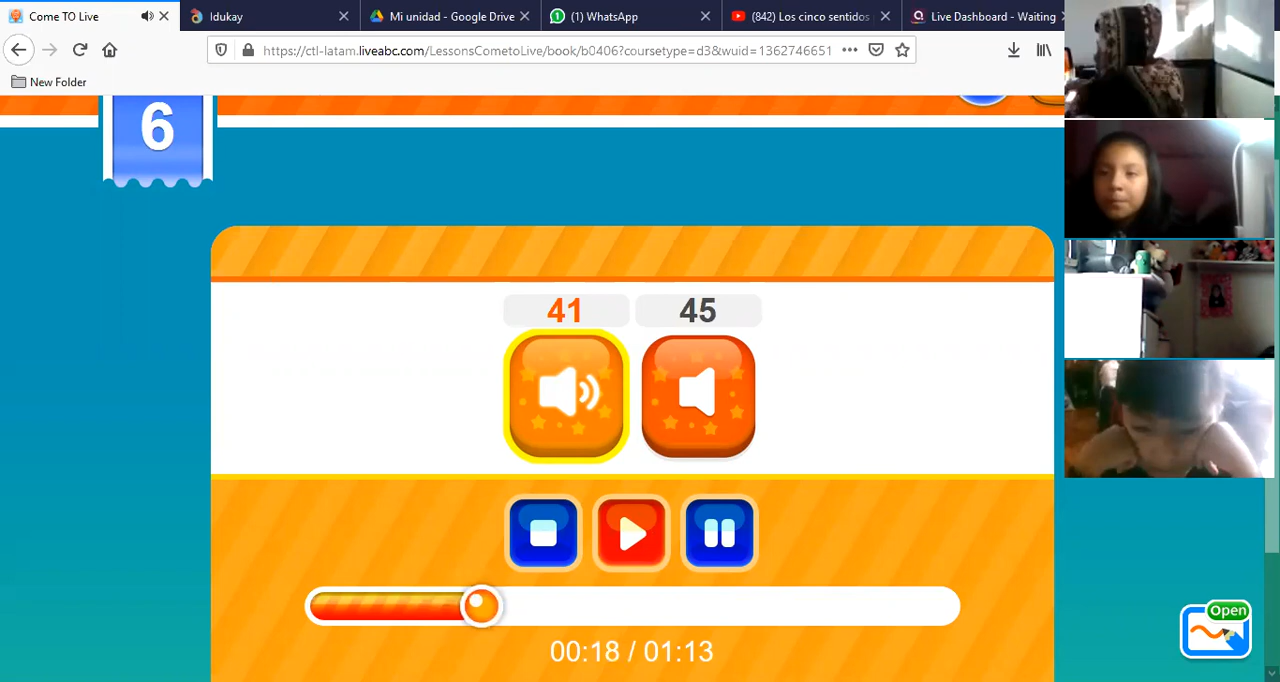 Come TO Live
Idukay
Mi unidad - Google Drive
(1) WhatsApp
(842) Los cinco sentidos
Live Dashboard - Waiting
https://ctl-latam.liveabc.com/LessonsCometoLive/book/b0406?coursetype=d3&wuid=1362746651
New Folder
6
41
45
00:18 / 01:13
Open